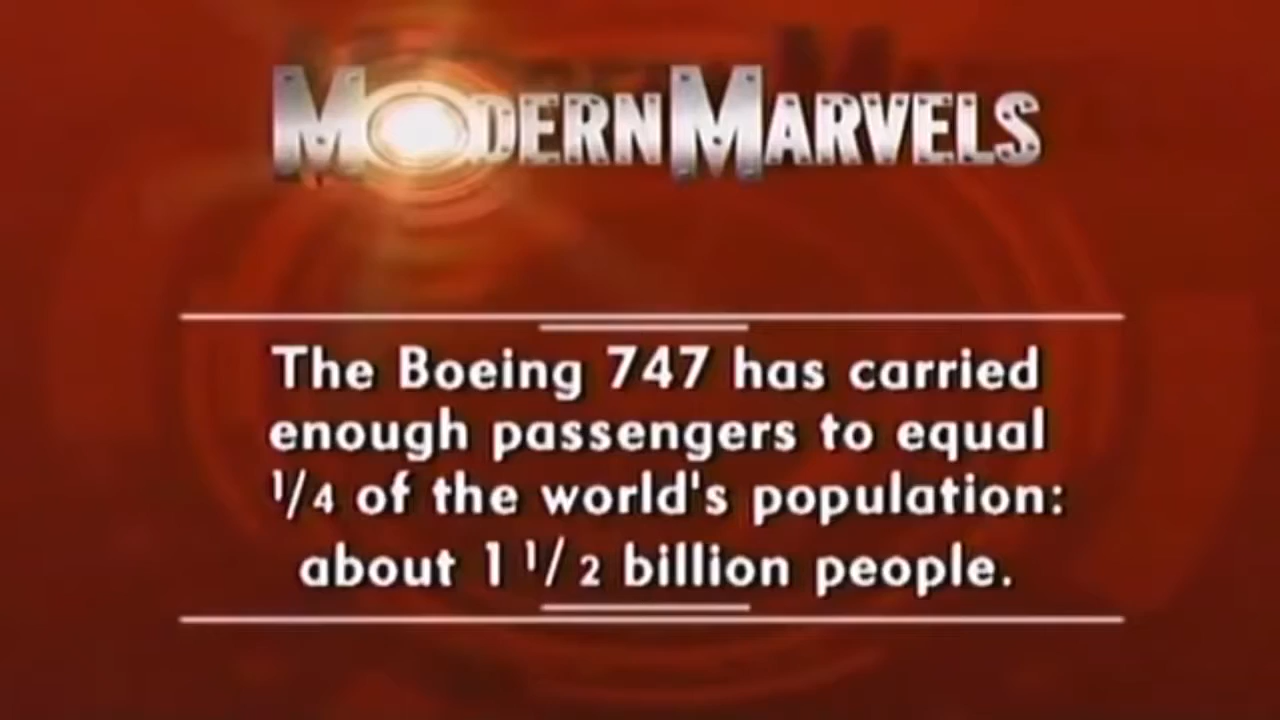 MODERN MARVELS
The Boeing 747 has carried
enough passengers to equal
1/4 of the world's population:
about 1 1/2 billion people.